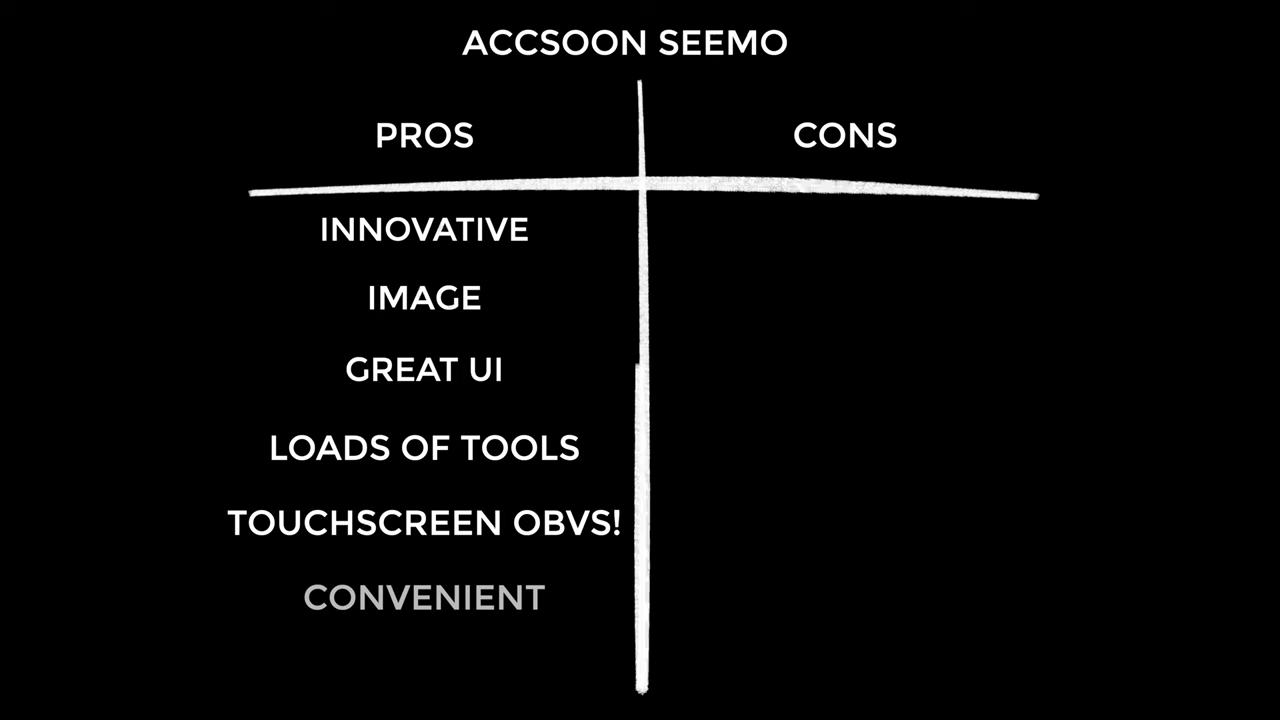 ACCSOON SEEMO
PROS
CONS
INNOVATIVE
IMAGE
GREAT UI
LOADS OF TOOLS
TOUCHSCREEN OBVS!
CONVENIENT